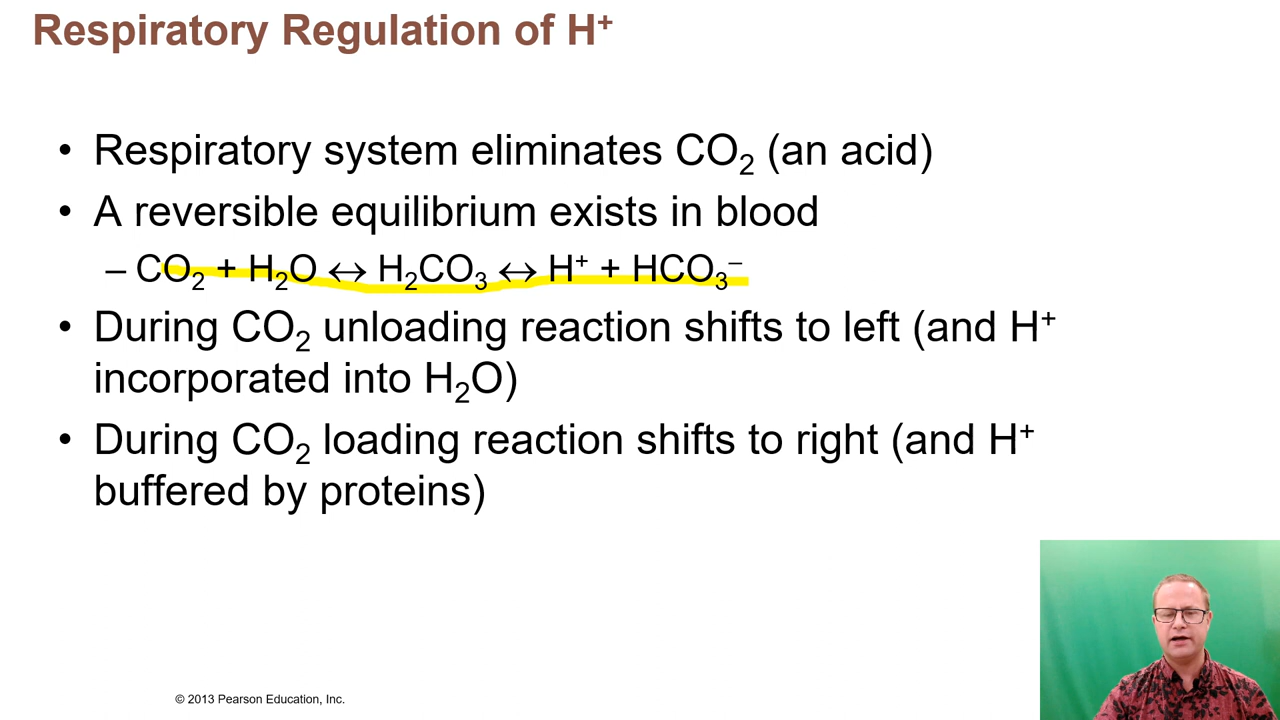 Respiratory Regulation of H⁺
• Respiratory system eliminates CO₂ (an acid)
• A reversible equilibrium exists in blood
– CO₂ + H₂O ↔ H₂CO₃ ↔ H⁺ + HCO₃⁻
• During CO₂ unloading reaction shifts to left (and H⁺
incorporated into H₂O)
• During CO₂ loading reaction shifts to right (and H⁺
buffered by proteins)
© 2013 Pearson Education, Inc.